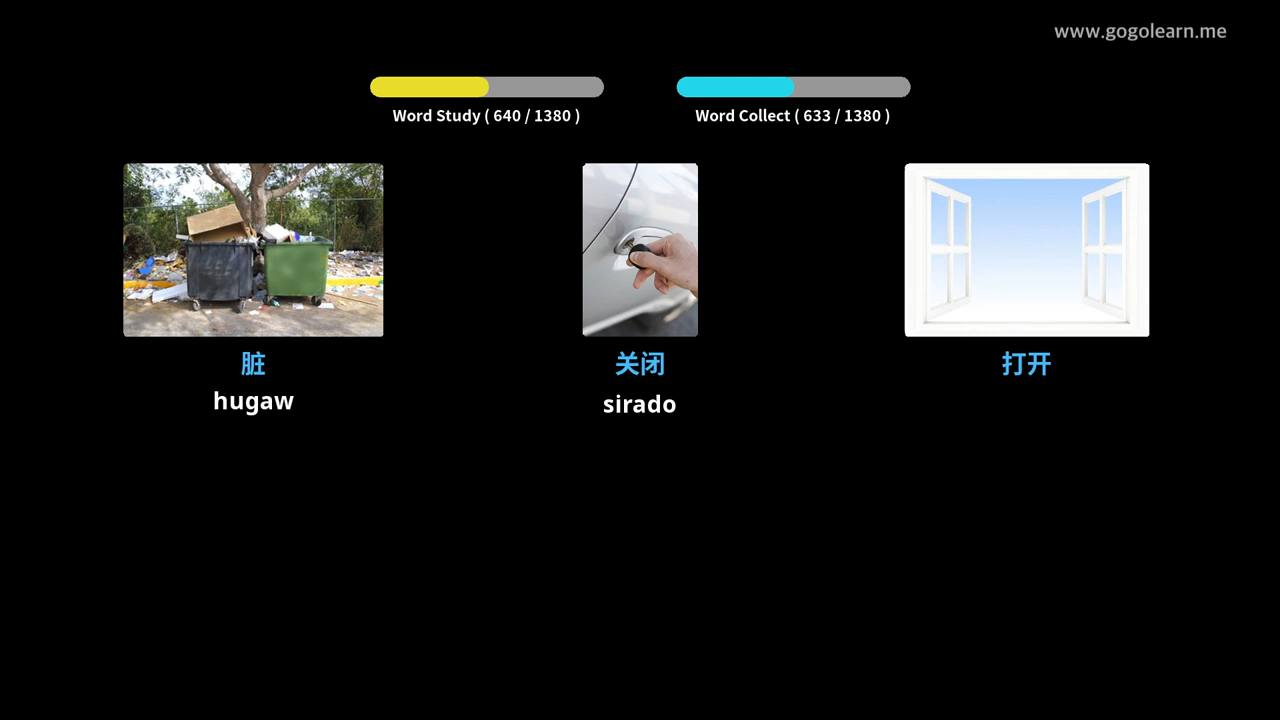 www.gogolearn.me
Word Study ( 640 / 1380 )
Word Collect ( 633 / 1380 )
脏
hugaw
关闭
sirado
打开